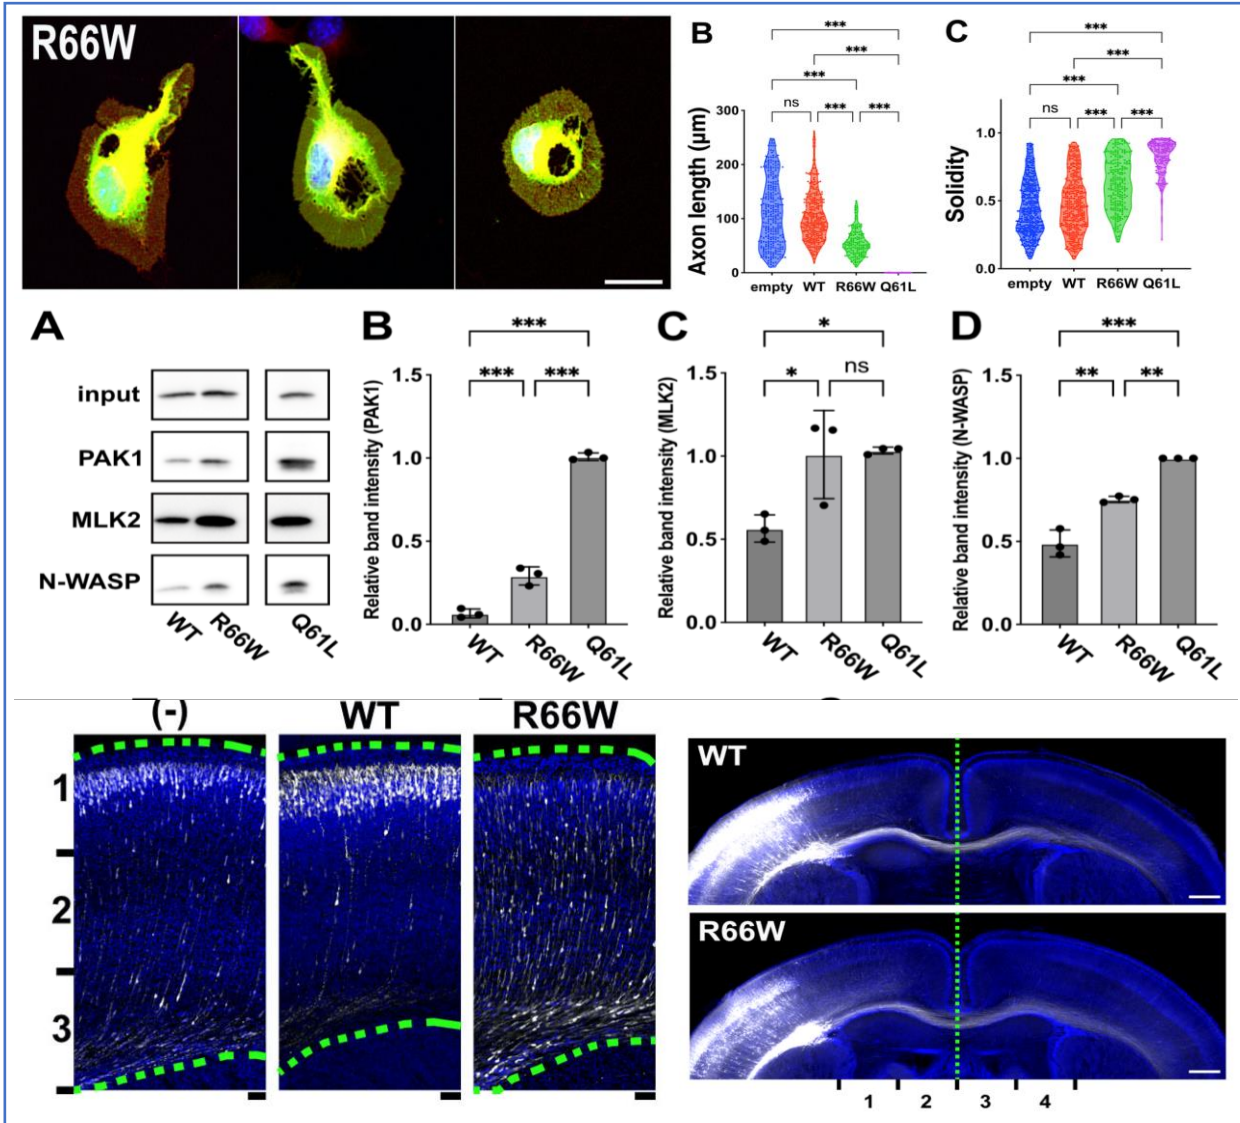 R66W
B
***
***
***
ns *** ***
Axon length (μm)
300
200
100
0
empty WT R66W Q61L
C
***
***
***
ns *** ***
Solidity
1.0
0.5
0.0
empty WT R66W Q61L
A
input
PAK1
MLK2
N-WASP
WT R66W Q61L
B
***
*** ***
Relative band intensity (PAK1)
1.5
1.0
0.5
0.0
WT R66W Q61L
C
*
* ns
Relative band intensity (MLK2)
1.5
1.0
0.5
0.0
WT R66W Q61L
D
***
** **
Relative band intensity (N-WASP)
1.5
1.0
0.5
0.0
WT R66W Q61L
(-) WT R66W
1
2
3
WT
R66W
1 2 3 4